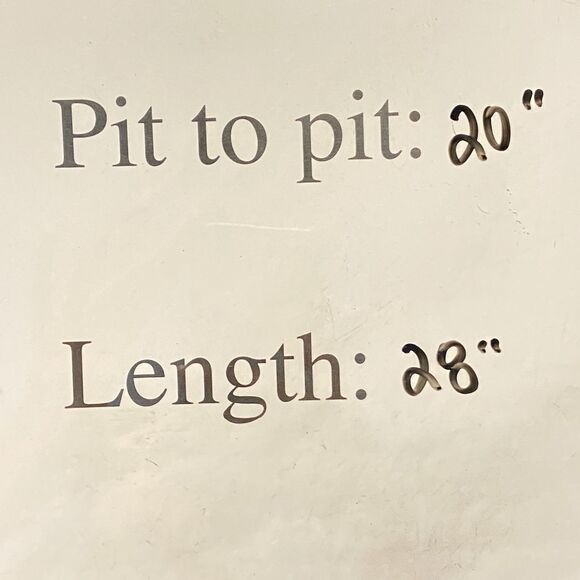 Pit to pit: 20"
Length: 28"